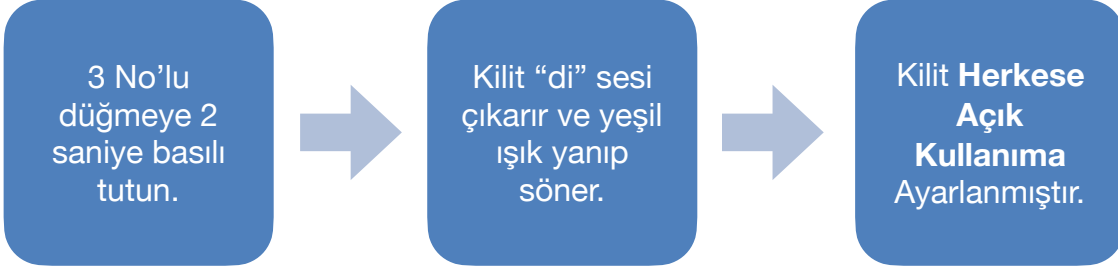 3 No’lu
düğmeye 2
saniye basılı
tutun.
Kilit “di” sesi
çıkarır ve yeşil
ışık yanıp
söner.
Kilit Herkese
Açık
Kullanıma
Ayarlanmıştır.